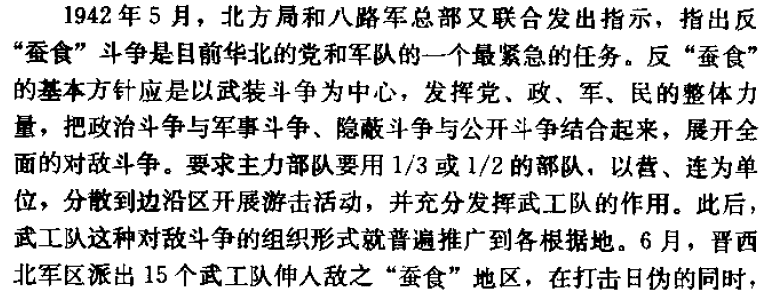 1942年5月，北方局和八路军总部又联合发出指示，指出反
“蚕食”斗争是目前华北的党和军队的一个最紧急的任务。反“蚕食”
的基本方针应是以武装斗争为中心，发挥党、政、军、民的整体力
量，把政治斗争与军事斗争、隐蔽斗争与公开斗争结合起来，展开全
面的对敌斗争。要求主力部队要用1/3或1/2的部队，以营、连为单
位，分散到边沿区开展游击活动，并充分发挥武工队的作用。此后，
武工队这种对敌斗争的组织形式就普遍推广到各根据地。6月，晋西
北军区派出15个武工队伸人敌之“蚕食”地区，在打击日伪的同时，